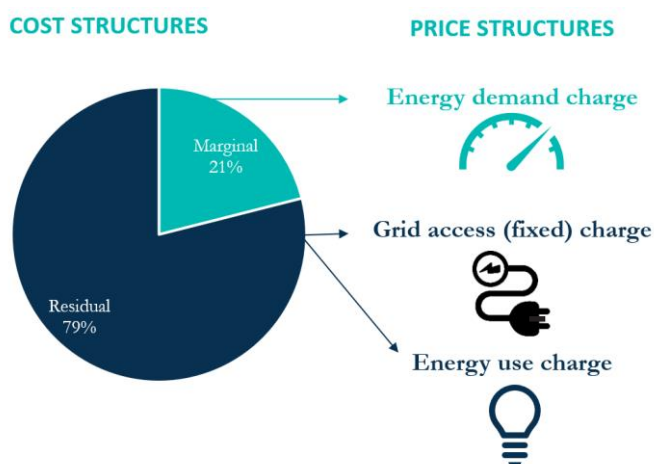 COST STRUCTURES
PRICE STRUCTURES
Energy demand charge
Marginal
21%
Grid access (fixed) charge
Residual
79%
Energy use charge